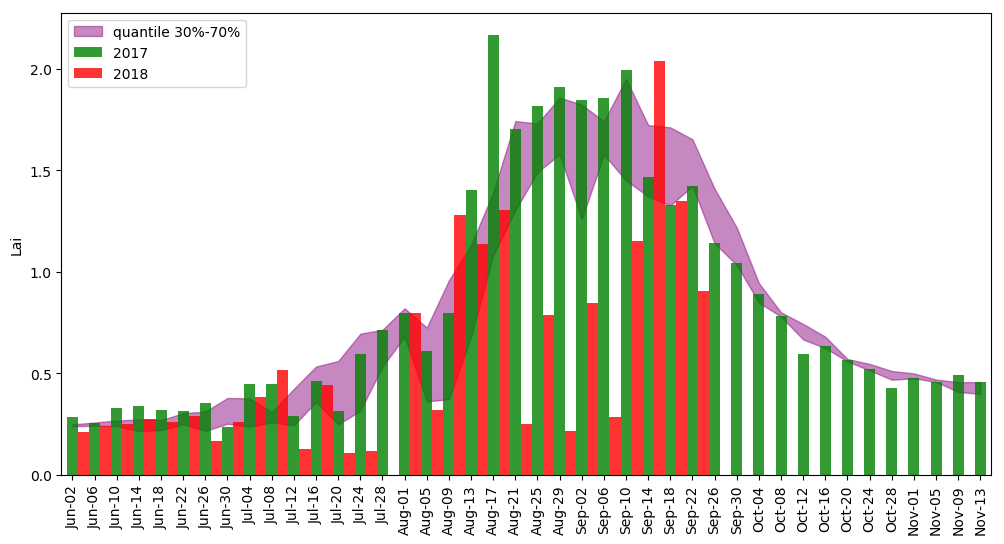 quantile 30%-70%
2017
2018
Lai
2.0
1.5
1.0
0.5
0.0
Jun-02
Jun-06
Jun-10
Jun-14
Jun-18
Jun-22
Jun-26
Jun-30
Jul-04
Jul-08
Jul-12
Jul-16
Jul-20
Jul-24
Jul-28
Aug-01
Aug-05
Aug-09
Aug-13
Aug-17
Aug-21
Aug-25
Aug-29
Sep-02
Sep-06
Sep-10
Sep-14
Sep-18
Sep-22
Sep-26
Sep-30
Oct-04
Oct-08
Oct-12
Oct-16
Oct-20
Oct-24
Oct-28
Nov-01
Nov-05
Nov-09
Nov-13